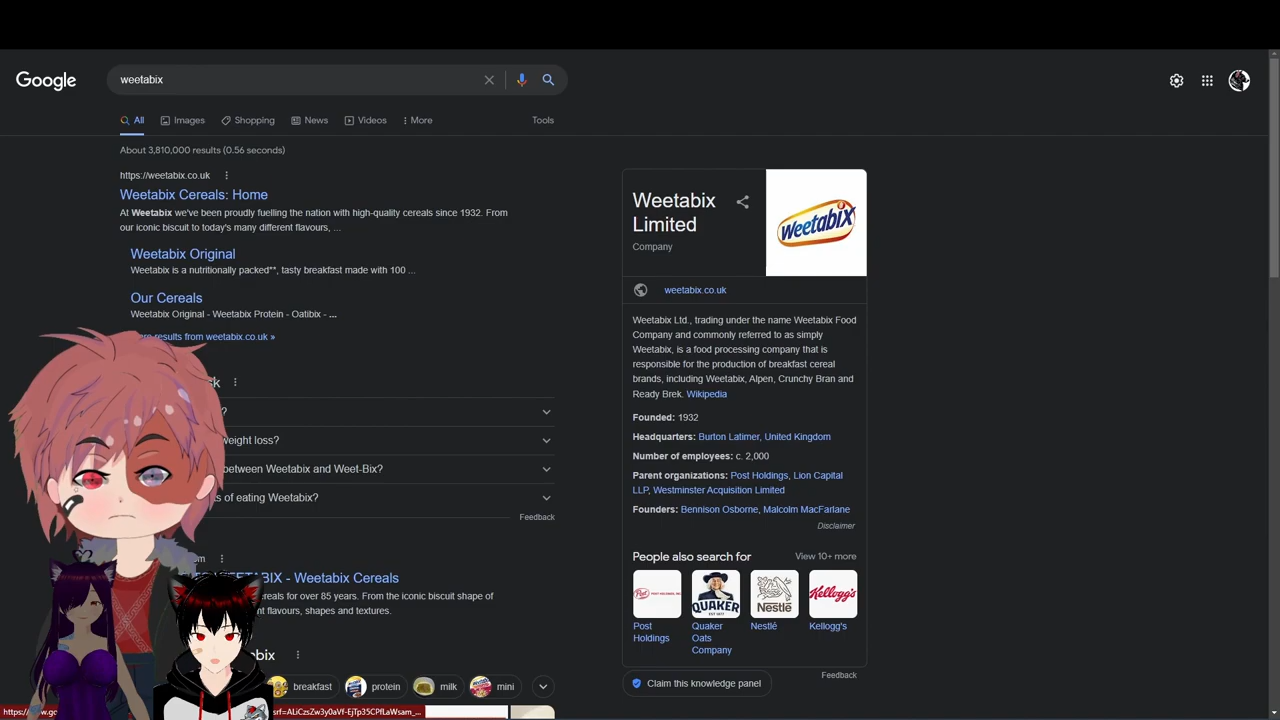 Google
weetabix
All
Images
Shopping
News
Videos
More
Tools
About 3,810,000 results (0.56 seconds)
https://weetabix.co.uk
Weetabix Cereals: Home
At Weetabix we've been proudly fuelling the nation with high-quality cereals since 1932. From
our iconic biscuit to today's many different flavours, ...
Weetabix Original
Weetabix is a nutritionally packed**, tasty breakfast made with 100 ...
Our Cereals
Weetabix Original - Weetabix Protein - Oatibix - ...
results from weetabix.co.uk »
?
weight loss?
between Weetabix and Weet-Bix?
of eating Weetabix?
Feedback
- Weetabix Cereals
for over 85 years. From the iconic biscuit shape of
flavours, shapes and textures.
breakfast
protein
milk
mini
Weetabix
Limited
Company
Weetabix
weetabix.co.uk
Weetabix Ltd., trading under the name Weetabix Food
Company and commonly referred to as simply
Weetabix, is a food processing company that is
responsible for the production of breakfast cereal
brands, including Weetabix, Alpen, Crunchy Bran and
Ready Brek. Wikipedia
Founded: 1932
Headquarters: Burton Latimer, United Kingdom
Number of employees: c. 2,000
Parent organizations: Post Holdings, Lion Capital
LLP, Westminster Acquisition Limited
Founders: Bennison Osborne, Malcolm MacFarlane
Disclaimer
People also search for
View 10+ more
QUAKER
Nestlé
Kellogg's
Post
Holdings
Quaker
Oats
Company
Nestlé
Kellogg's
Feedback
Claim this knowledge panel